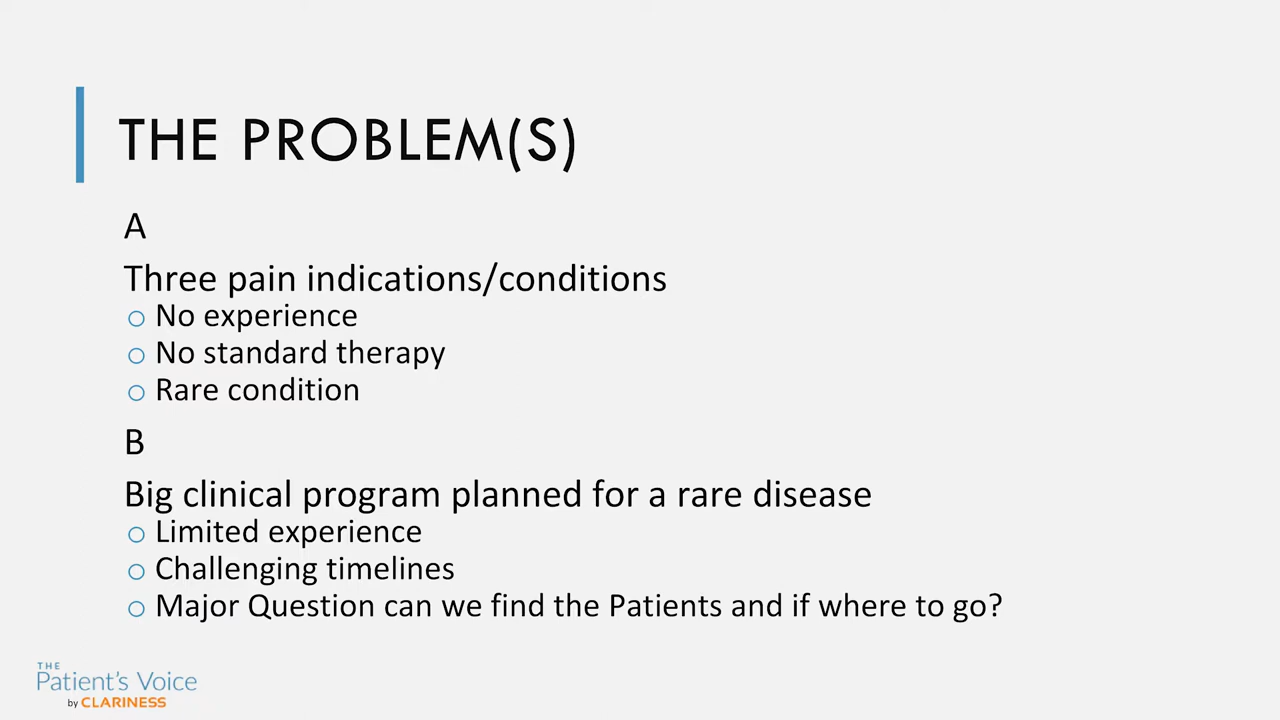 THE PROBLEM(S)
A
Three pain indications/conditions
No experience
No standard therapy
Rare condition
B
Big clinical program planned for a rare disease
Limited experience
Challenging timelines
Major Question can we find the Patients and if where to go?
THE
Patient's Voice
by CLARINESS